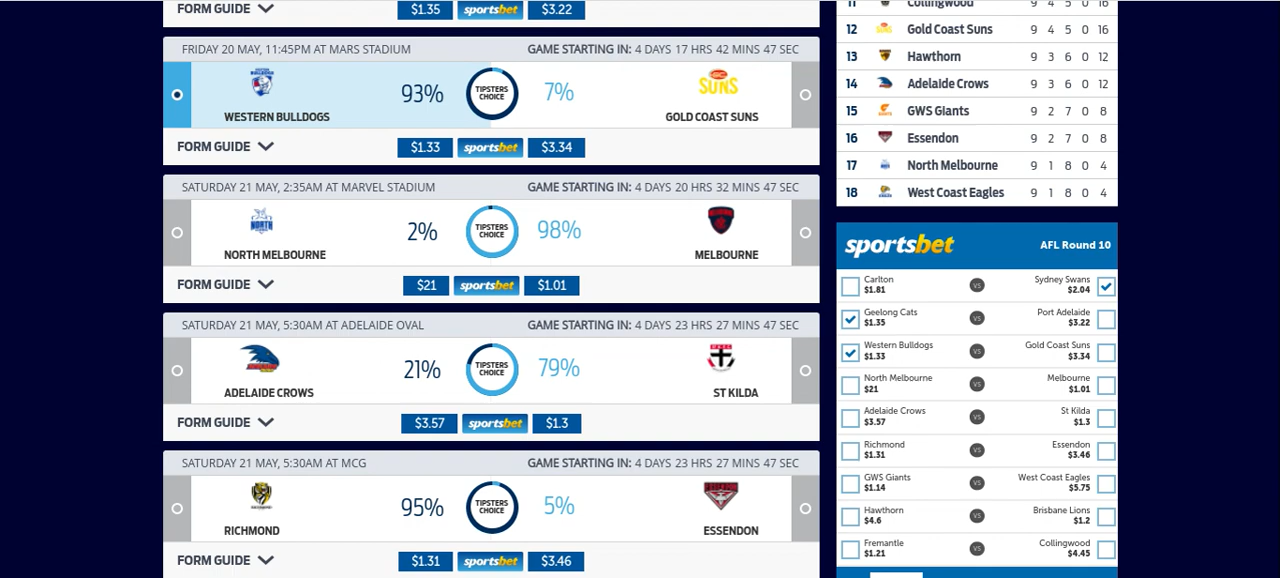 FORM GUIDE $1.35 sportsbet $3.22
FRIDAY 20 MAY, 11:45PM AT MARS STADIUM GAME STARTING IN: 4 DAYS 17 HRS 42 MINS 47 SEC
93% TIPSTERS CHOICE 7% SUNS
WESTERN BULLDOGS GOLD COAST SUNS
FORM GUIDE $1.33 sportsbet $3.34
SATURDAY 21 MAY, 2:35AM AT MARVEL STADIUM GAME STARTING IN: 4 DAYS 20 HRS 32 MINS 47 SEC
NORTH 2% TIPSTERS CHOICE 98%
NORTH MELBOURNE MELBOURNE
FORM GUIDE $21 sportsbet $1.01
SATURDAY 21 MAY, 5:30AM AT ADELAIDE OVAL GAME STARTING IN: 4 DAYS 23 HRS 27 MINS 47 SEC
21% TIPSTERS CHOICE 79%
ADELAIDE CROWS ST KILDA
FORM GUIDE $3.57 sportsbet $1.3
SATURDAY 21 MAY, 5:30AM AT MCG GAME STARTING IN: 4 DAYS 23 HRS 27 MINS 47 SEC
95% TIPSTERS CHOICE 5%
RICHMOND ESSENDON
FORM GUIDE $1.31 sportsbet $3.46
11 Collingwood 9 4 5 0 16
12 Gold Coast Suns 9 4 5 0 16
13 Hawthorn 9 3 6 0 12
14 Adelaide Crows 9 3 6 0 12
15 GWS Giants 9 2 7 0 8
16 Essendon 9 2 7 0 8
17 North Melbourne 9 1 8 0 4
18 West Coast Eagles 9 1 8 0 4
sportsbet AFL Round 10
Carlton VS Sydney Swans
$1.81 $2.04
Geelong Cats VS Port Adelaide
$1.35 $3.22
Western Bulldogs VS Gold Coast Suns
$1.33 $3.34
North Melbourne VS Melbourne
$21 $1.01
Adelaide Crows VS St Kilda
$3.57 $1.3
Richmond VS Essendon
$1.31 $3.46
GWS Giants VS West Coast Eagles
$1.14 $5.75
Hawthorn VS Brisbane Lions
$4.6 $1.2
Fremantle VS Collingwood
$1.21 $4.45